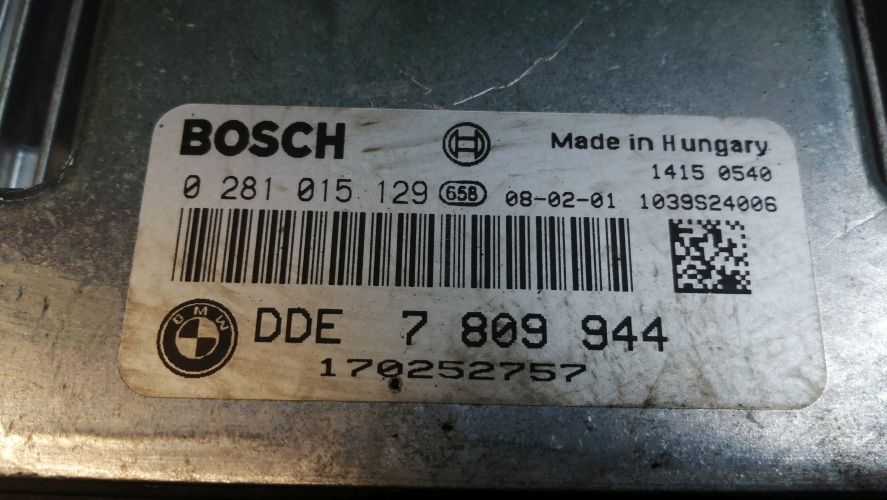 BOSCH Made in Hungary
1415 0540
0 281 015 129 658 08-02-01 1039S24006
BMW DDE 7 809 944
170252757